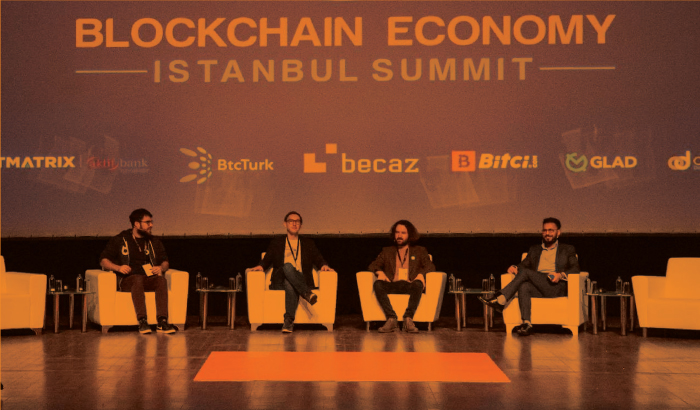 BLOCKCHAIN ECONOMY
ISTANBUL SUMMIT
TMATRIX BtcTurk becaz Bitci GLAD